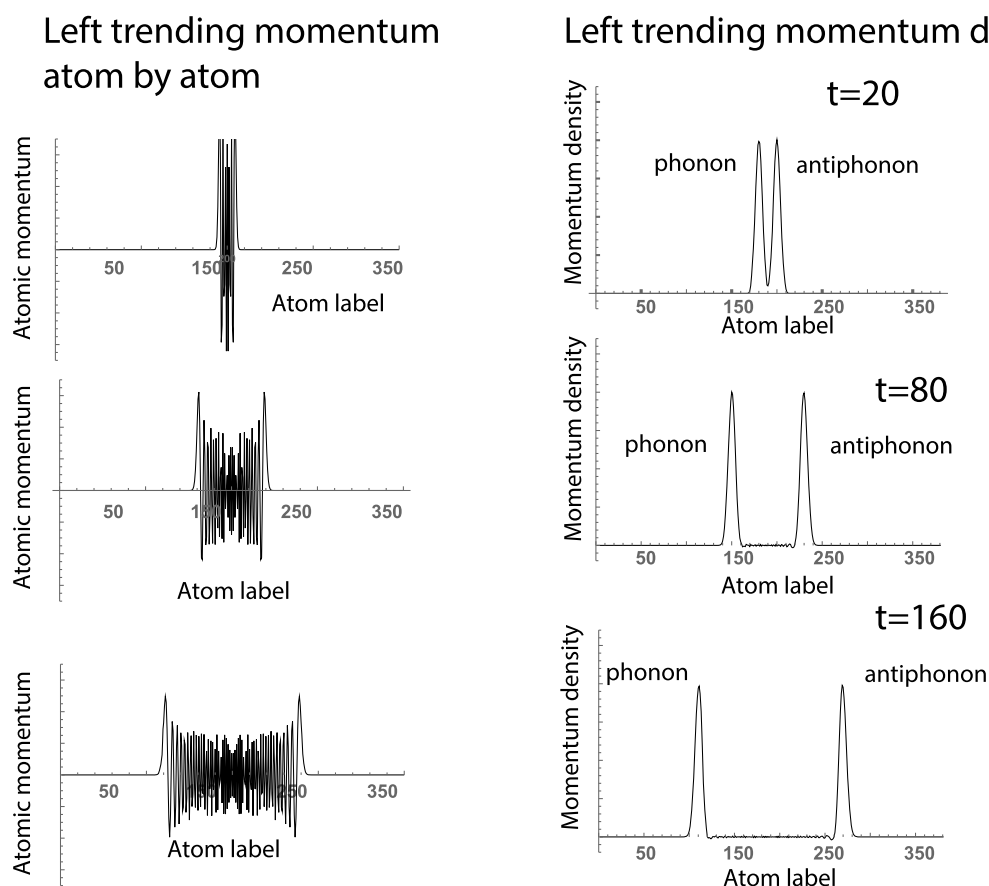 Left trending momentum
atom by atom
Atomic momentum
50 150 250 350
Atom label
Atomic momentum
50 150 250 350
Atom label
Atomic momentum
50 150 250 350
Atom label
Left trending momentum d
t=20
Momentum density
phonon antiphonon
50 150 250 350
Atom label
t=80
Momentum density
phonon antiphonon
50 150 250 350
Atom label
t=160
Momentum density
phonon antiphonon
50 150 250 350
Atom label